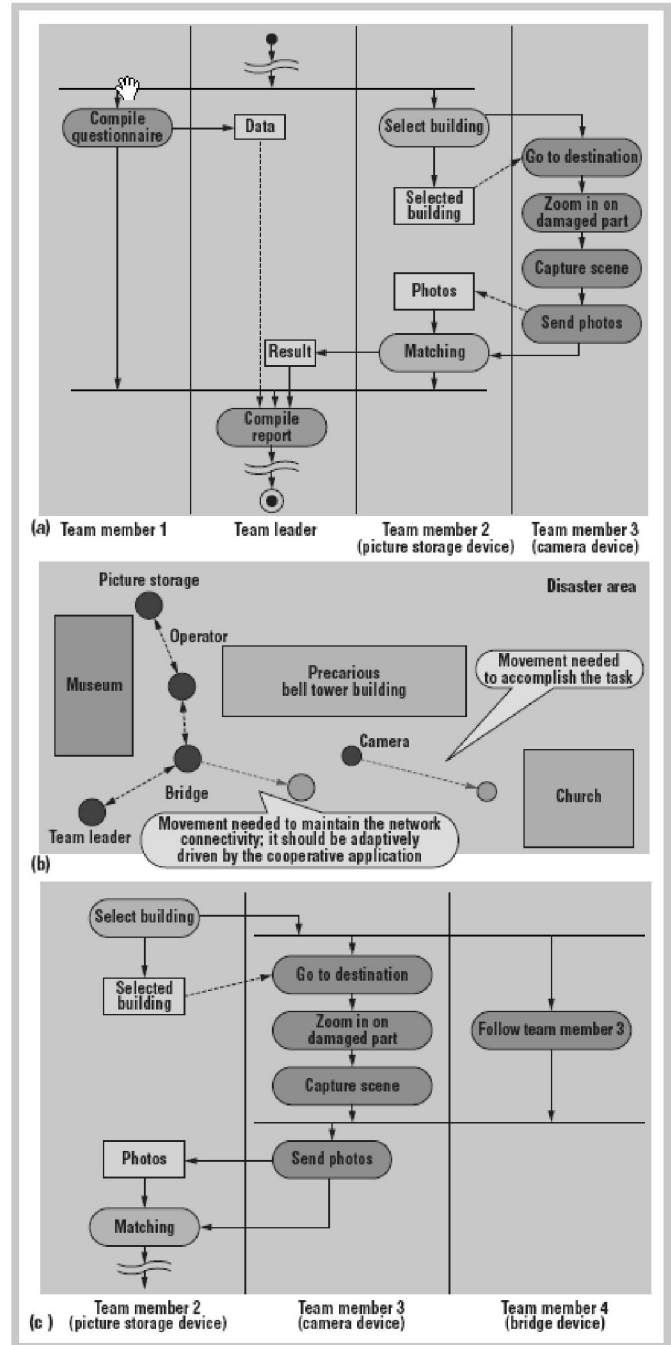 Compile
questionnaire
Data
Select building
Go to destination
Selected
building
Zoom in on
damaged part
Capture scene
Photos
Send photos
Result
Matching
Compile
report
(a) Team member 1
Team leader
Team member 2
(picture storage device)
Team member 3
(camera device)
Picture storage
Disaster area
Operator
Museum
Precarious
bell tower building
Movement needed
to accomplish the task
Camera
Bridge
Church
Team leader
Movement needed to maintain the network
connectivity; it should be adaptively
driven by the cooperative application
(b)
Select building
Go to destination
Selected
building
Zoom in on
damaged part
Follow team member 3
Capture scene
Photos
Send photos
Matching
Team member 2
(c) (picture storage device)
Team member 3
(camera device)
Team member 4
(bridge device)